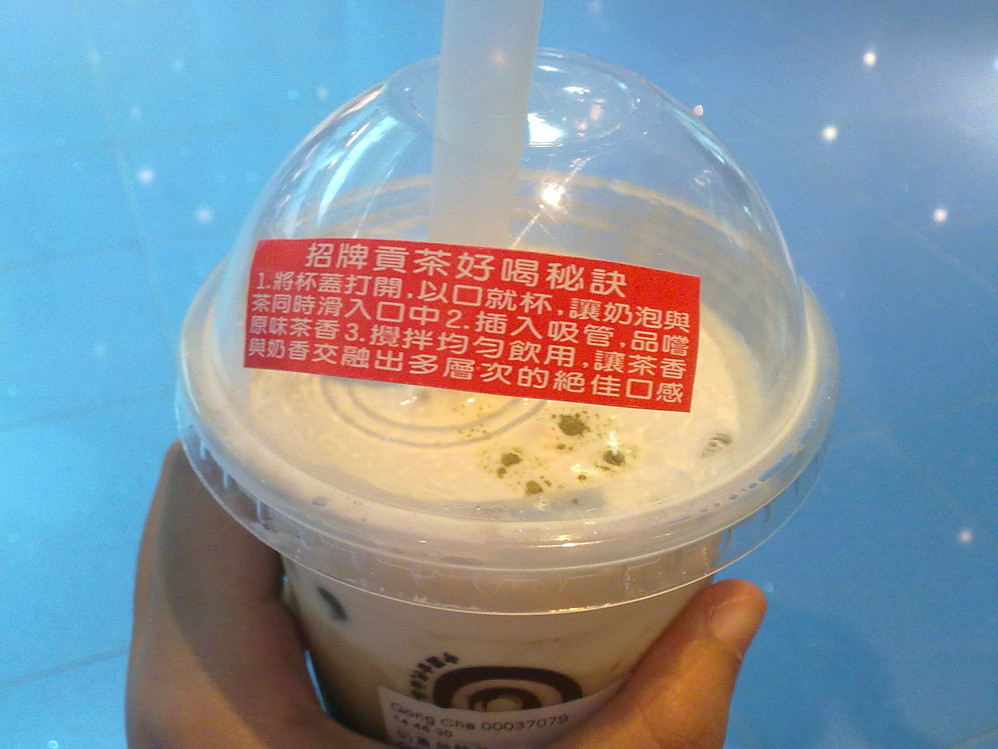 招牌貢茶好喝秘訣
1.將杯蓋打開,以口就杯,讓奶泡與
茶同時滑入口中2.插入吸管,品嚐
原味茶香3.攪拌均勻飲用,讓茶香
與奶香交融出多層次的絕佳口感
Gong Cha 00037079
14:46:30